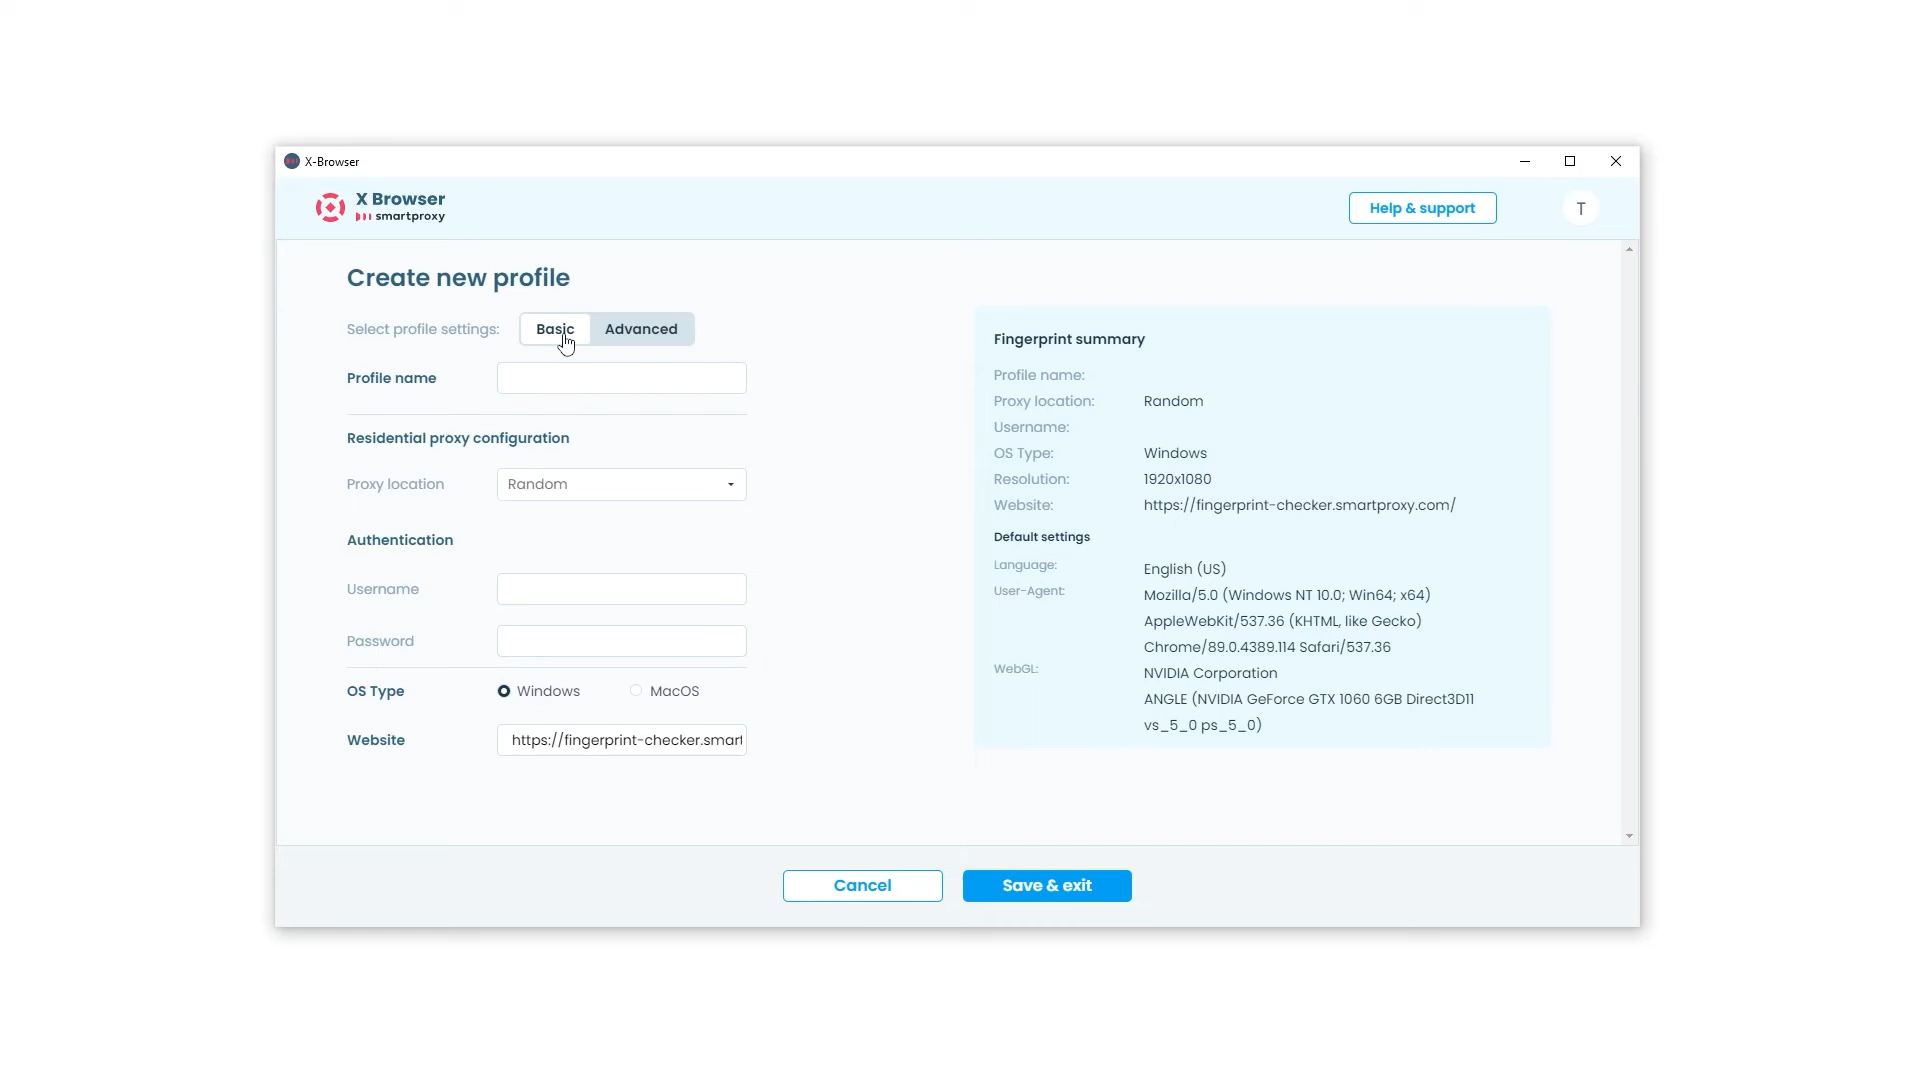 X-Browser
X Browser
smartproxy
Help & support
T
Create new profile
Select profile settings:
Basic
Advanced
Profile name
Residential proxy configuration
Proxy location
Random
Authentication
Username
Password
OS Type
Windows
MacOS
Website
https://fingerprint-checker.smart
Fingerprint summary
Profile name:
Proxy location:
Random
Username:
OS Type:
Windows
Resolution:
1920x1080
Website:
https://fingerprint-checker.smartproxy.com/
Default settings
Language:
English (US)
User-Agent:
Mozilla/5.0 (Windows NT 10.0; Win64; x64)
AppleWebKit/537.36 (KHTML, like Gecko)
Chrome/89.0.4389.114 Safari/537.36
WebGL:
NVIDIA Corporation
ANGLE (NVIDIA GeForce GTX 1060 6GB Direct3D11
vs_5_0 ps_5_0)
Cancel
Save & exit